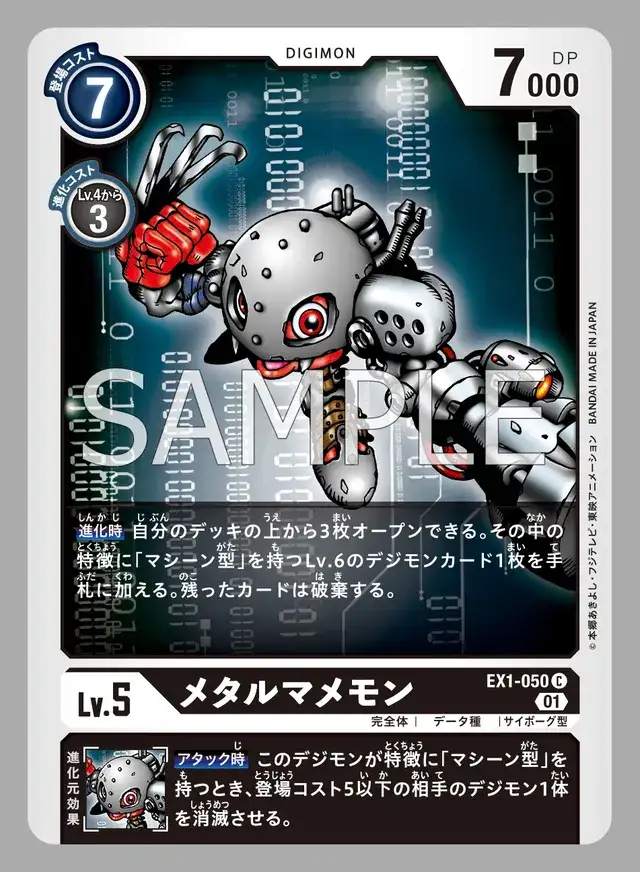 DIGIMON
登場コスト
7
DP
7000
進化コスト
Lv.4から
3
SAMPLE
進化時 自分のデッキの上から3枚オープンできる。その中の
特徴に「マシーン型」を持つLv.6のデジモンカード1枚を手
札に加える。残ったカードは破棄する。
©本郷あきよし・フジテレビ・東映アニメーション BANDAI MADE IN JAPAN
Lv.5
メタルマメモン
EX1-050 C
01
完全体 | データ種 | サイボーグ型
進化元効果
アタック時 このデジモンが特徴に「マシーン型」を
持つとき、登場コスト5以下の相手のデジモン1体
を消滅させる。